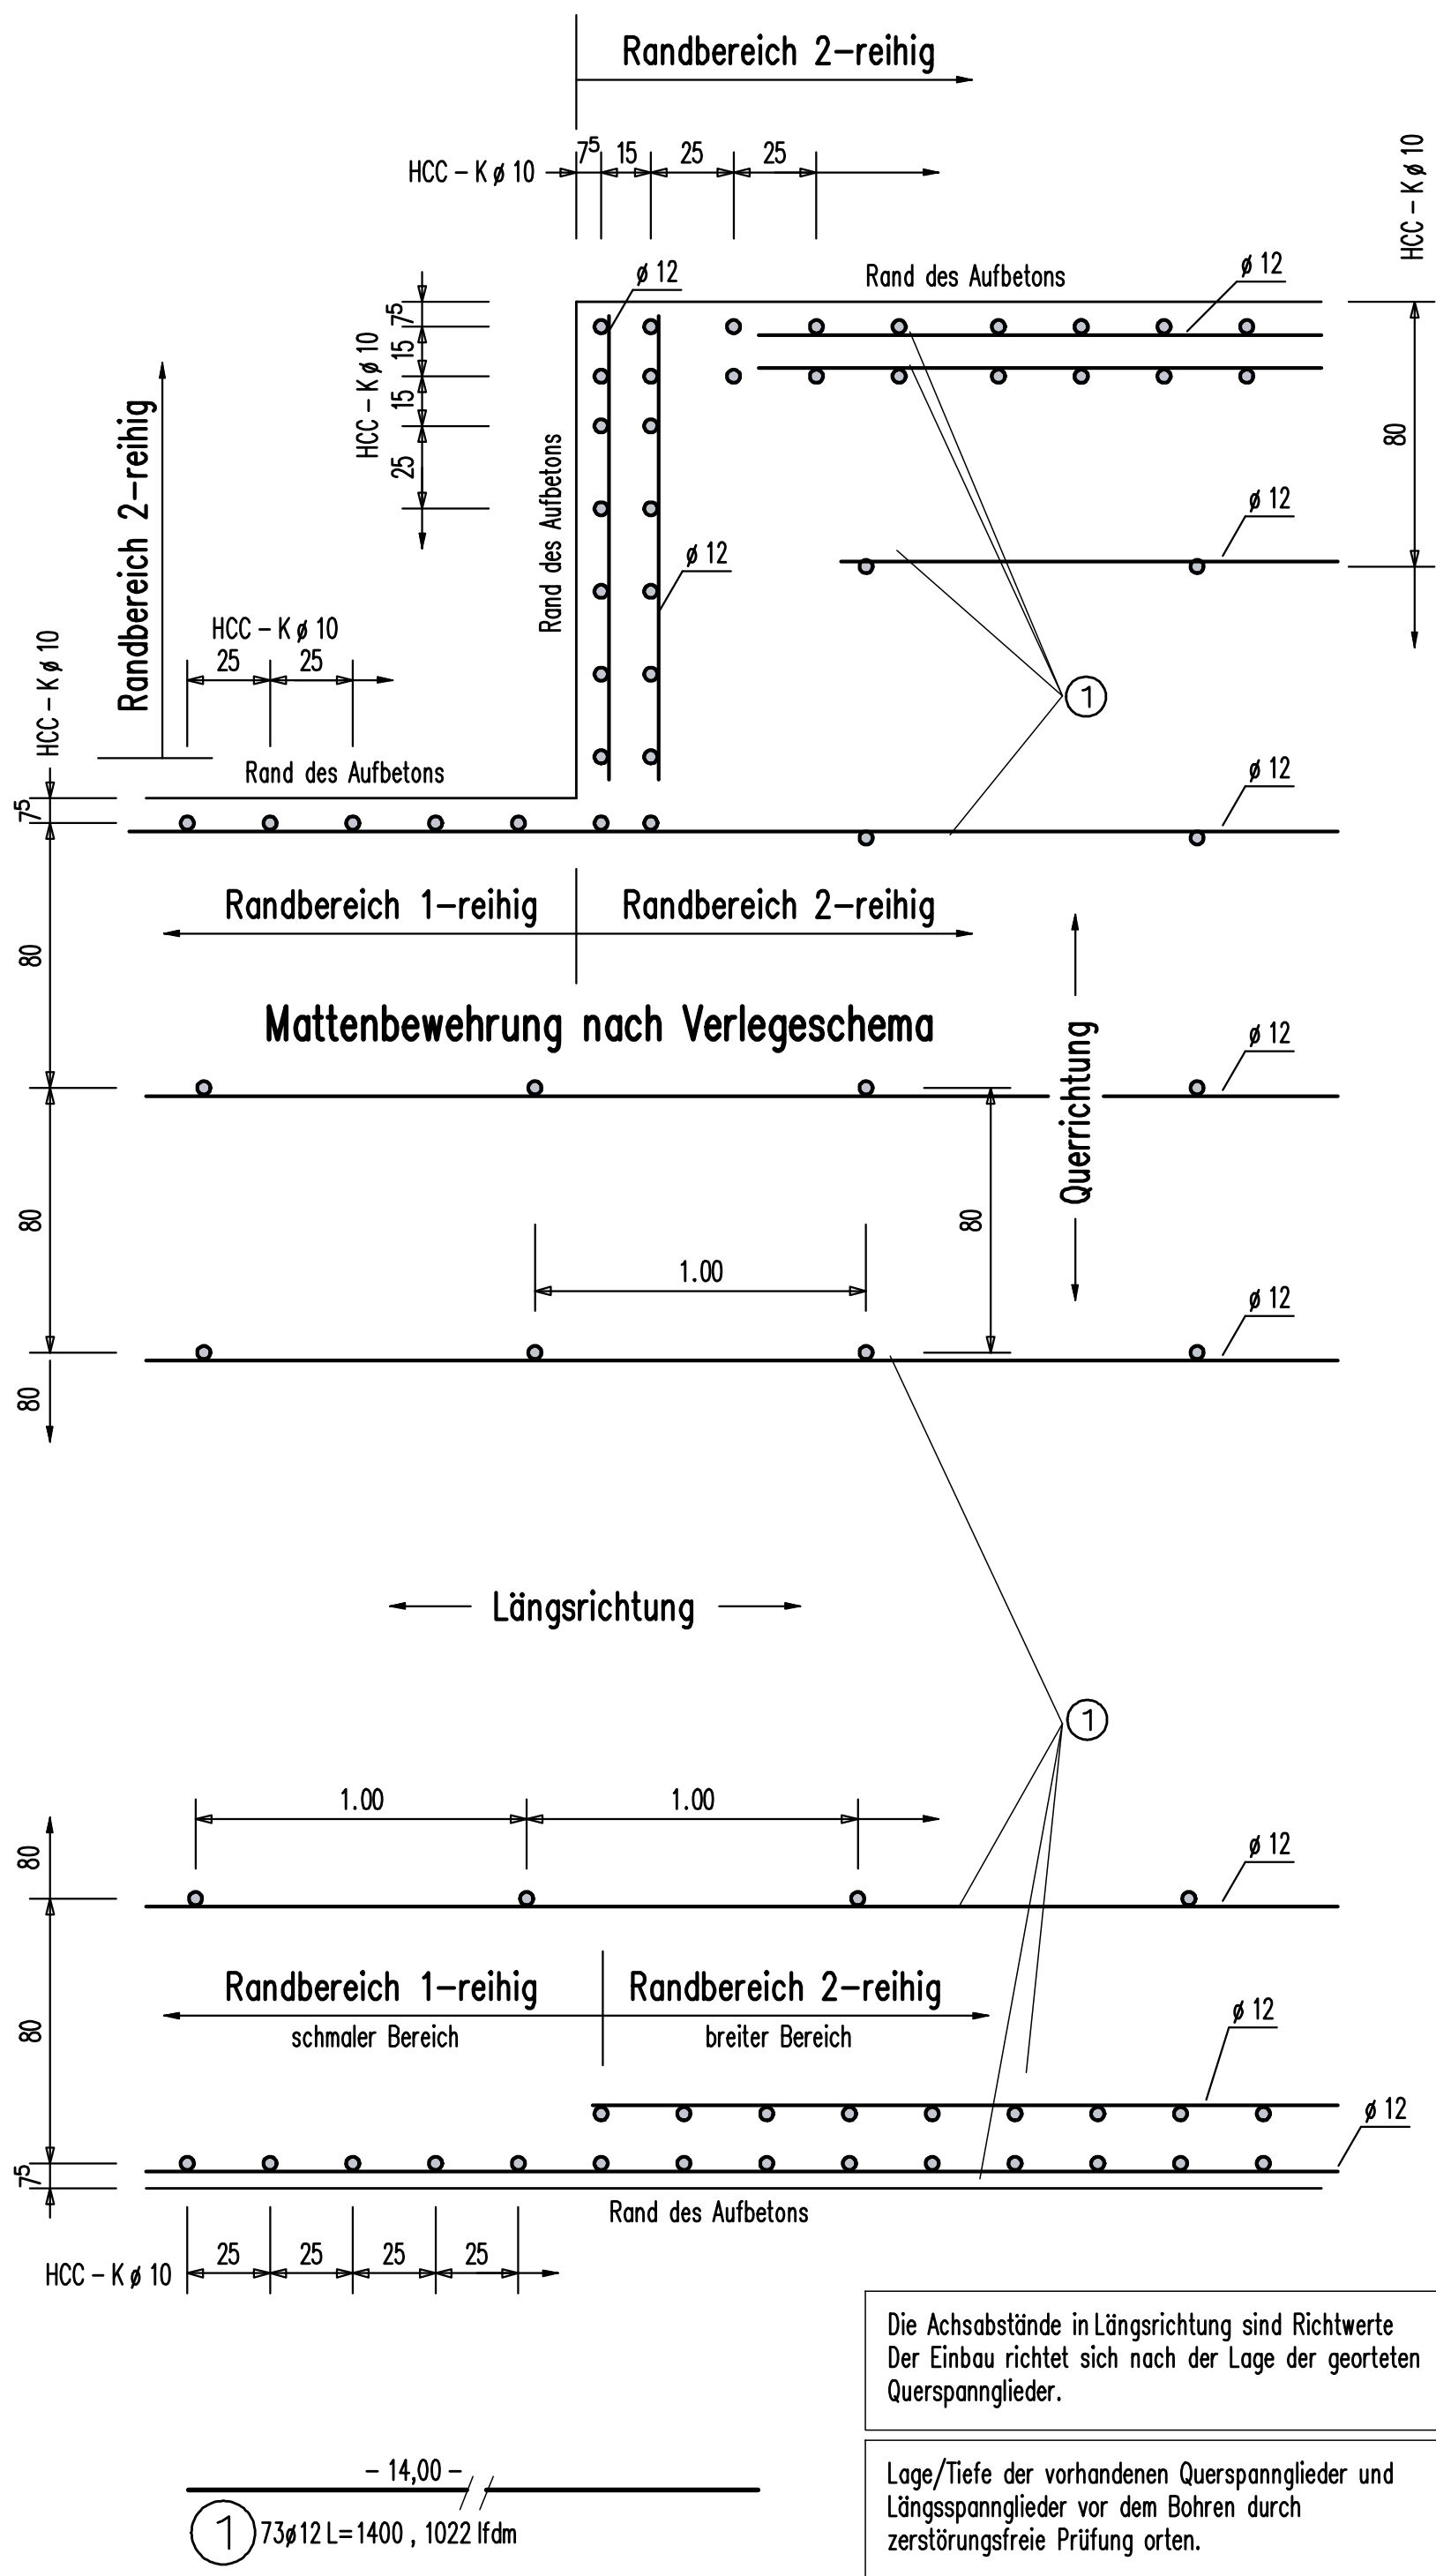 Randbereich 2-reihig
HCC - K ø 10
7⁵ 15 25 25
HCC - K ø 10
ø 12
Rand des Aufbetons
ø 12
7⁵
15
15
25
HCC - K ø 10
80
Randbereich 2-reihig
Rand des Aufbetons
ø 12
ø 12
HCC - K ø 10
25 25
HCC - K ø 10
1
Rand des Aufbetons
ø 12
7⁵
Randbereich 1-reihig
Randbereich 2-reihig
80
Mattenbewehrung nach Verlegeschema
Querrichtung
ø 12
80
80
1.00
ø 12
80
Längsrichtung
1
1.00 1.00
80
ø 12
Randbereich 1-reihig
schmaler Bereich
Randbereich 2-reihig
breiter Bereich
80
ø 12
ø 12
7⁵
Rand des Aufbetons
HCC - K ø 10
25 25 25 25
Die Achsabstände in Längsrichtung sind Richtwerte
Der Einbau richtet sich nach der Lage der georteten
Querspannglieder.
- 14,00 -
1 73ø12 L=1400 , 1022 lfdm
Lage/Tiefe der vorhandenen Querspannglieder und
Längsspannglieder vor dem Bohren durch
zerstörungsfreie Prüfung orten.